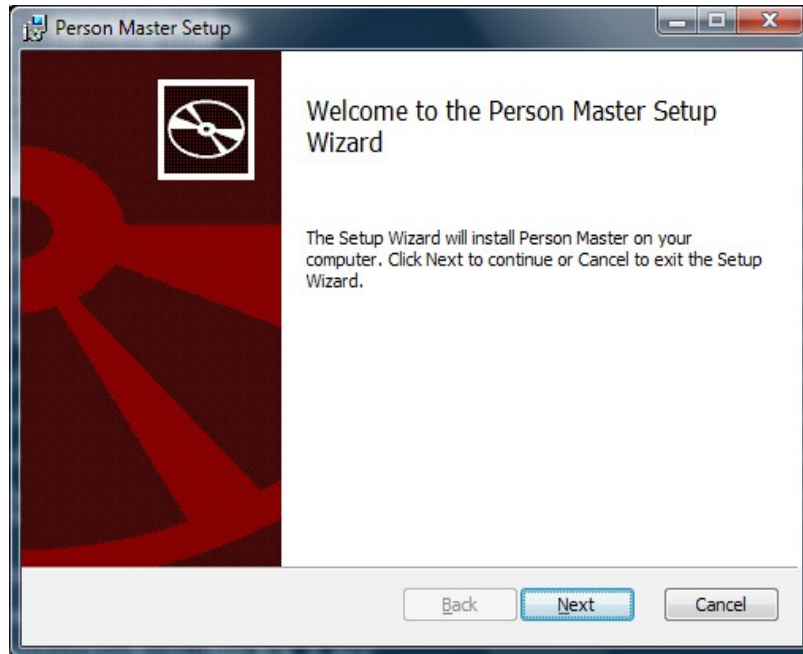 Person Master Setup
Welcome to the Person Master Setup
Wizard
The Setup Wizard will install Person Master on your
computer. Click Next to continue or Cancel to exit the Setup
Wizard.
Back Next Cancel